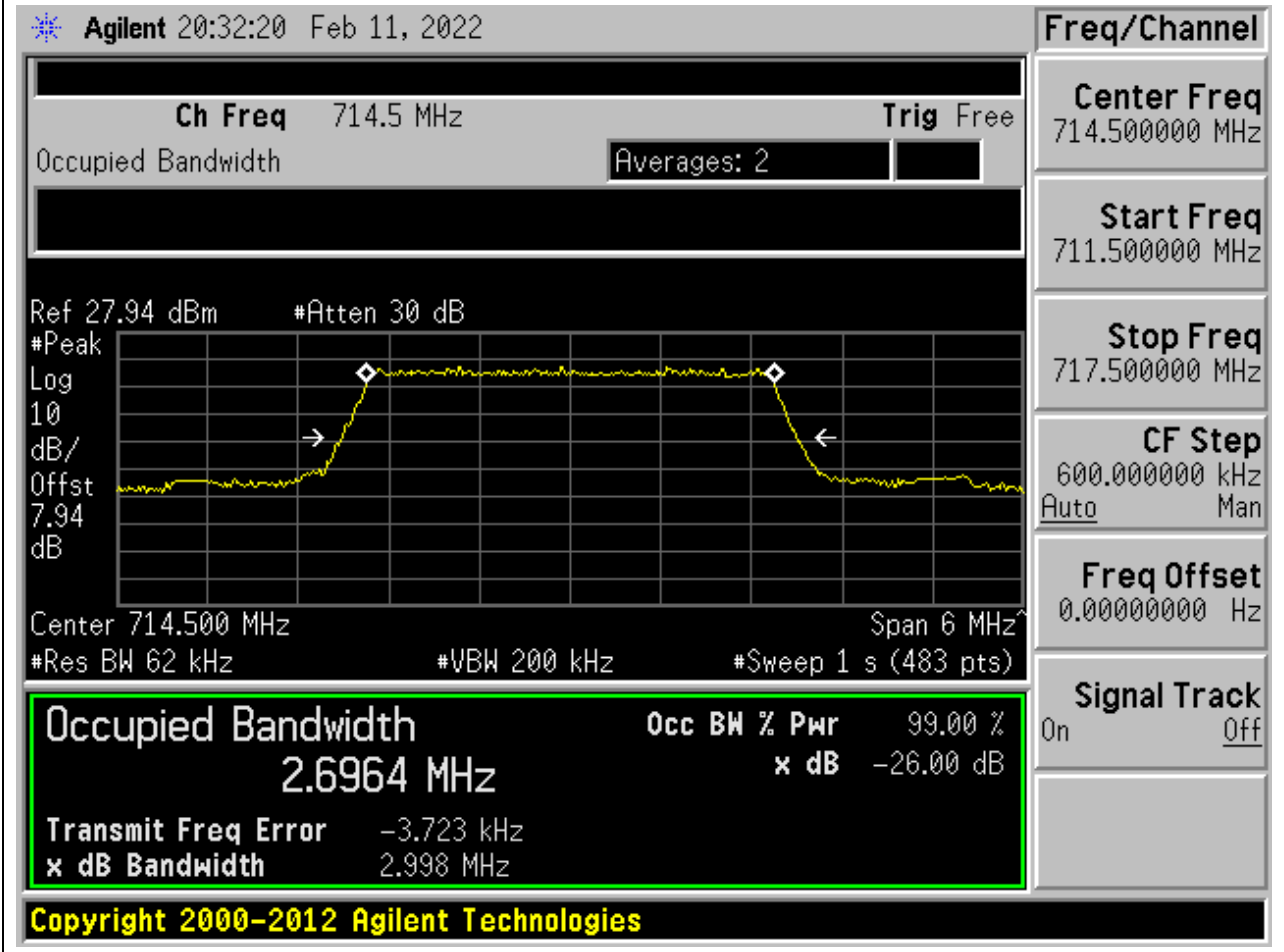 Agilent 20:32:20 Feb 11, 2022
Freq/Channel
Ch Freq 714.5 MHz Trig Free
Occupied Bandwidth Averages: 2
Ref 27.94 dBm #Atten 30 dB
#Peak
Log
10
dB/
Offst
7.94
dB
Center 714.500 MHz Span 6 MHz^
#Res BW 62 kHz #VBW 200 kHz #Sweep 1 s (483 pts)
Occupied Bandwidth Occ BW % Pwr 99.00 %
2.6964 MHz x dB -26.00 dB
Transmit Freq Error -3.723 kHz
x dB Bandwidth 2.998 MHz
Copyright 2000-2012 Agilent Technologies
Center Freq
714.500000 MHz
Start Freq
711.500000 MHz
Stop Freq
717.500000 MHz
CF Step
600.000000 kHz
Auto Man
Freq Offset
0.00000000 Hz
Signal Track
On Off